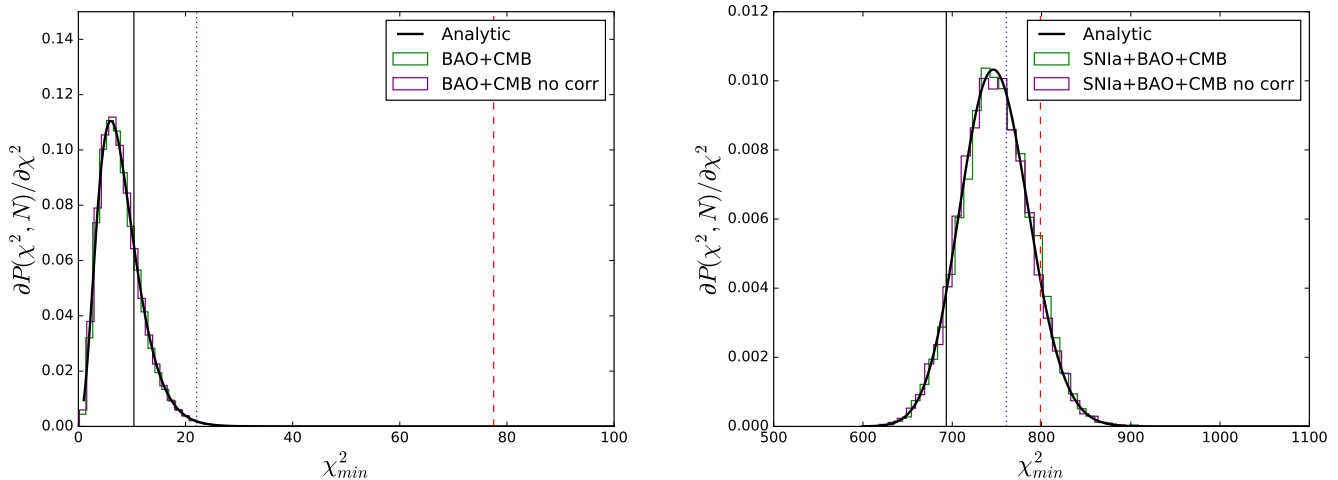 0.14
0.12
0.10
0.08
0.06
0.04
0.02
0.00
∂P(χ², N)/∂χ²
Analytic
BAO+CMB
BAO+CMB no corr
0 20 40 60 80 100
χ²min
0.012
0.010
0.008
0.006
0.004
0.002
0.000
∂P(χ², N)/∂χ²
Analytic
SNIa+BAO+CMB
SNIa+BAO+CMB no corr
500 600 700 800 900 1000 1100
χ²min